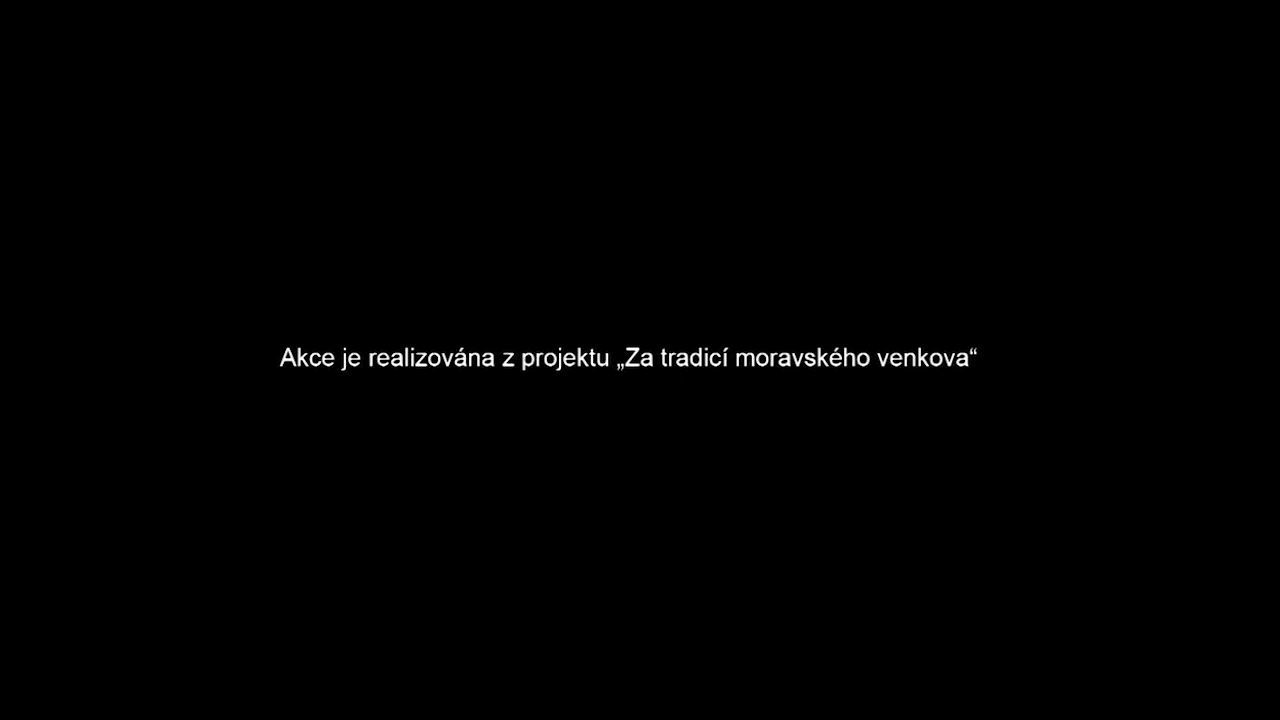 Akce je realizována z projektu „Za tradicí moravského venkova“